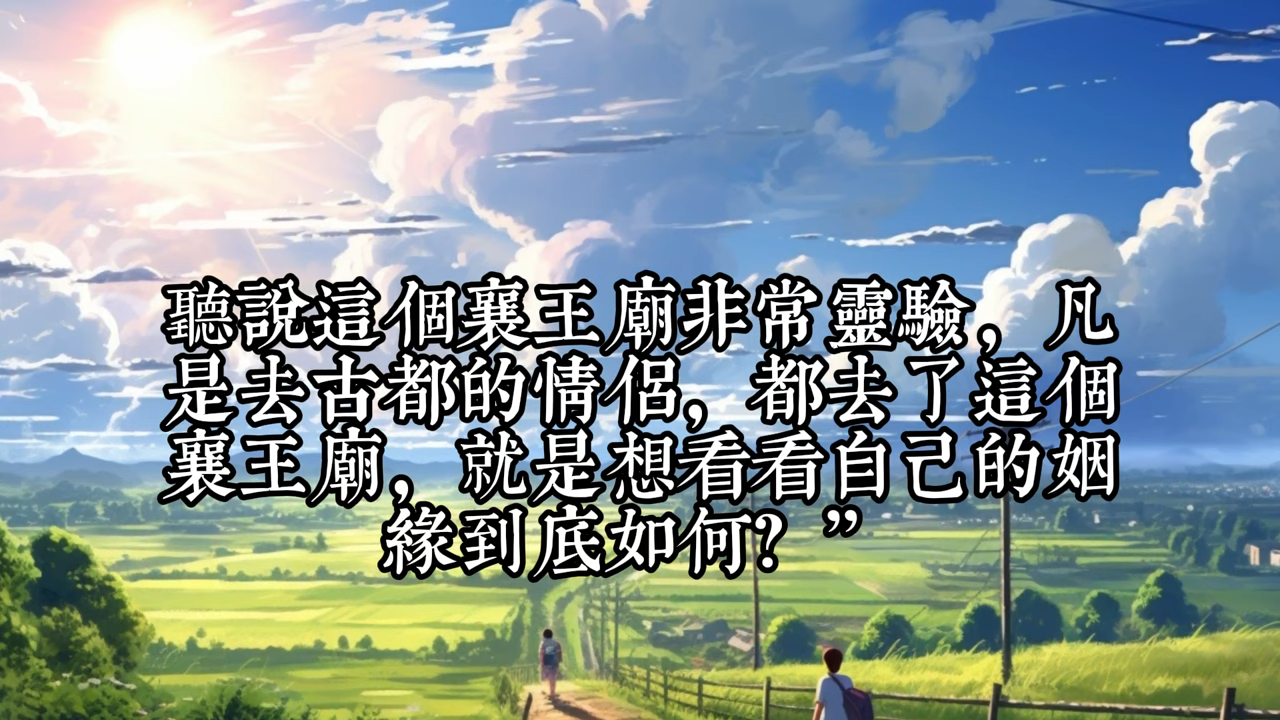 聽說這個襄王廟非常靈驗，凡
是去古都的情侶，都去了這個
襄王廟，就是想看看自己的姻
緣到底如何？”